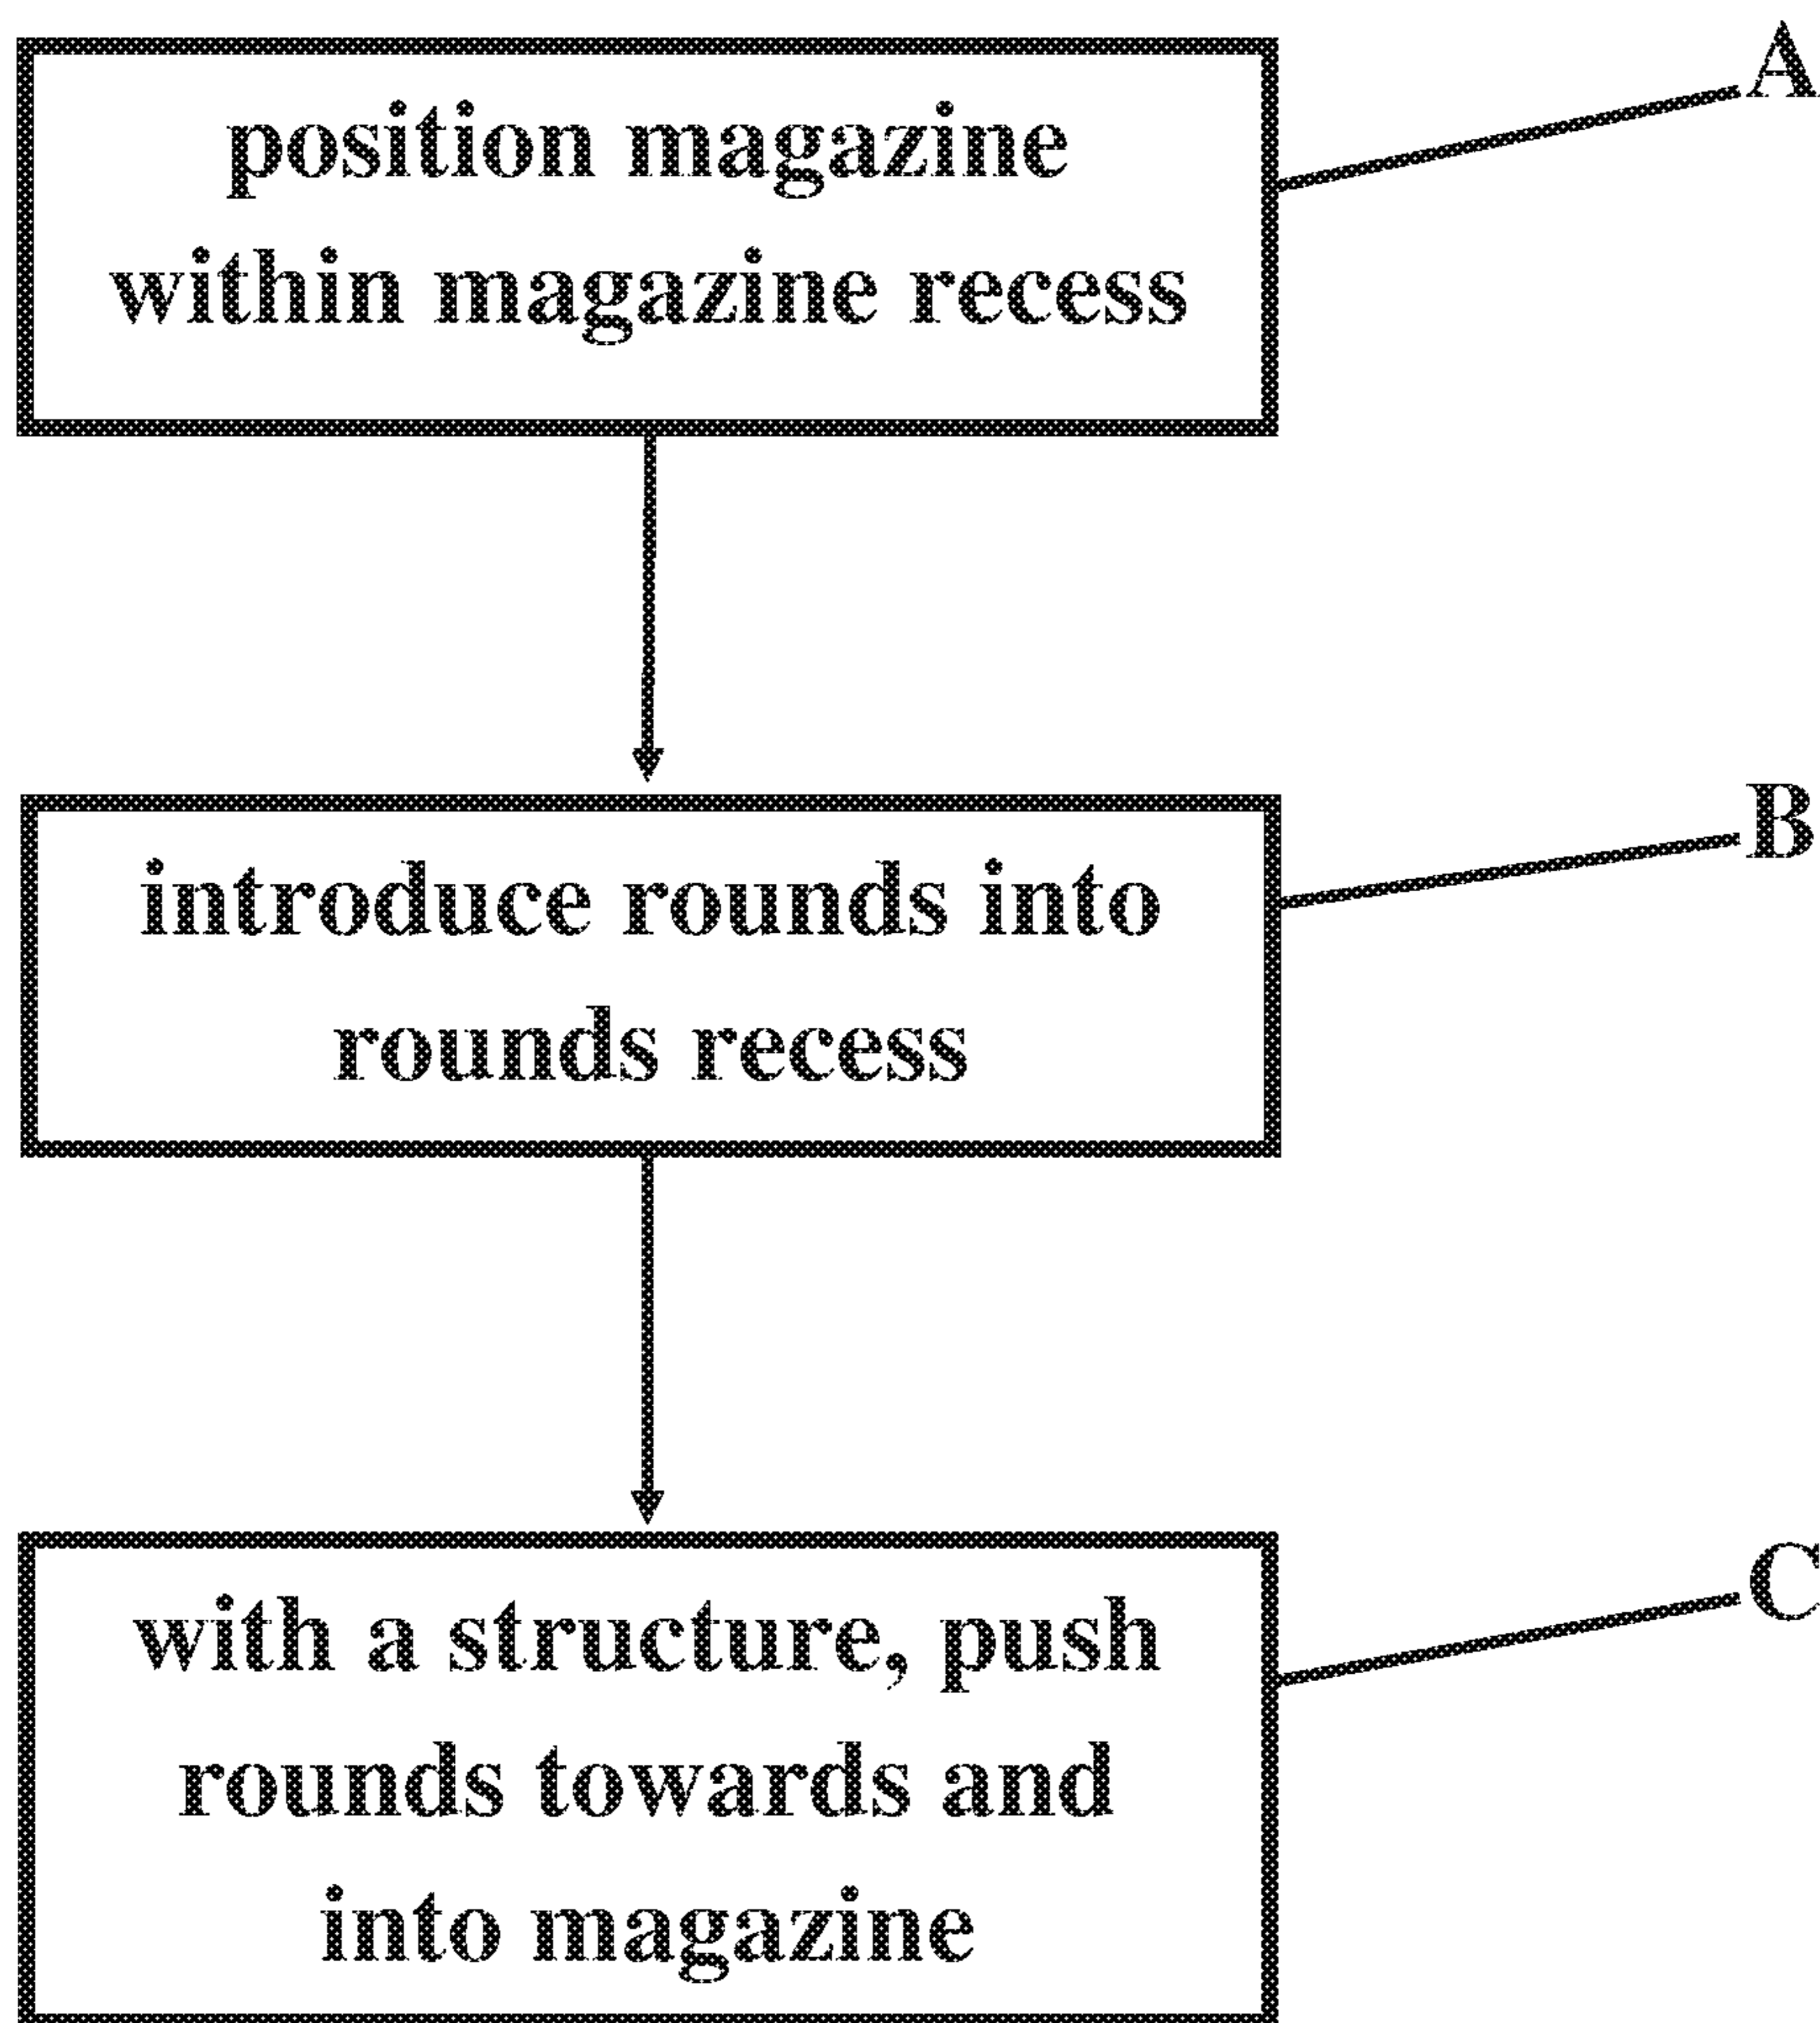 A
position magazine
within magazine recess
B
introduce rounds into
rounds recess
C
with a structure, push
rounds towards and
into magazine